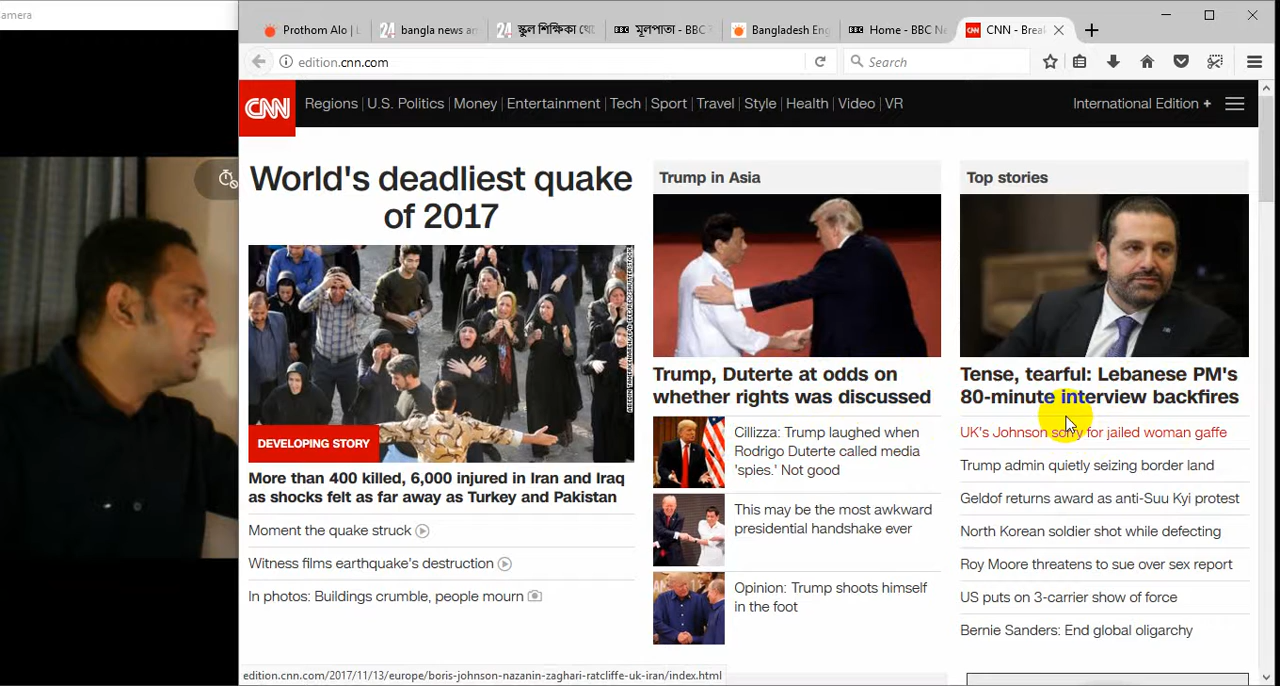 amera
Prothom Alo |
bangla news an
স্কুল শিক্ষিকা থে
BBC মূলপাতা - BBC
Bangladesh Eng
BBC Home - BBC Ne
CNN - Break
edition.cnn.com
Search
CNN
Regions | U.S. Politics | Money | Entertainment | Tech | Sport | Travel | Style | Health | Video | VR
International Edition +
World's deadliest quake
of 2017
DEVELOPING STORY
More than 400 killed, 6,000 injured in Iran and Iraq
as shocks felt as far away as Turkey and Pakistan
Moment the quake struck
Witness films earthquake's destruction
In photos: Buildings crumble, people mourn
Trump in Asia
Trump, Duterte at odds on
whether rights was discussed
Cillizza: Trump laughed when
Rodrigo Duterte called media
'spies.' Not good
This may be the most awkward
presidential handshake ever
Opinion: Trump shoots himself
in the foot
Top stories
Tense, tearful: Lebanese PM's
80-minute interview backfires
UK's Johnson sorry for jailed woman gaffe
Trump admin quietly seizing border land
Geldof returns award as anti-Suu Kyi protest
North Korean soldier shot while defecting
Roy Moore threatens to sue over sex report
US puts on 3-carrier show of force
Bernie Sanders: End global oligarchy
edition.cnn.com/2017/11/13/europe/boris-johnson-nazanin-zaghari-ratcliffe-uk-iran/index.html